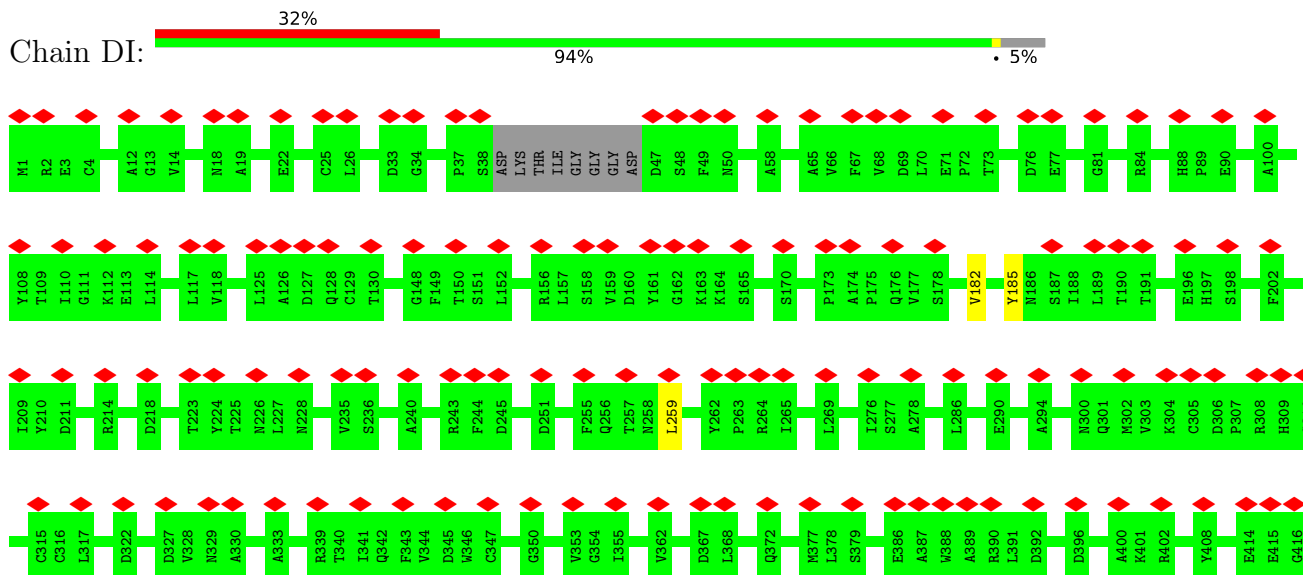 32%
Chain DI:
94% • 5%
M1 R2 E3 C4 A12 G13 V14 N18 A19 E22 C25 L26 D33 G34 P37 S38 ASP LYS THR ILE GLY GLY GLY ASP D47 S48 F49 N50 A58 A65 V66 F67 V68 D69 L70 E71 P72 T73 D76 E77 G81 R84 H88 P89 E90 A100
Y108 T109 I110 G111 K112 E113 L114 L117 V118 L125 A126 D127 Q128 C129 T130 G148 F149 T150 S151 L152 R156 L157 S158 V159 D160 Y161 G162 K163 K164 S165 S170 P173 A174 P175 Q176 V177 S178 V182 Y185 N186 S187 I188 L189 T190 T191 E196 H197 S198 F202
I209 Y210 D211 R214 D218 T223 Y224 T225 N226 L227 N228 V235 S236 A240 R243 F244 D245 D251 F255 Q256 T257 N258 L259 Y262 P263 R264 I265 L269 I276 S277 A278 L286 E290 A294 N300 Q301 M302 V303 K304 C305 D306 P307 R308 H309
C315 C316 L317 D322 D327 V328 N329 A330 A333 R339 T340 I341 Q342 F343 V344 D345 W346 C347 G350 V353 G354 I355 V362 D367 L368 Q372 M377 L378 S379 E386 A387 W388 A389 R390 L391 D392 D396 A400 K401 R402 Y408 E414 E415 G416